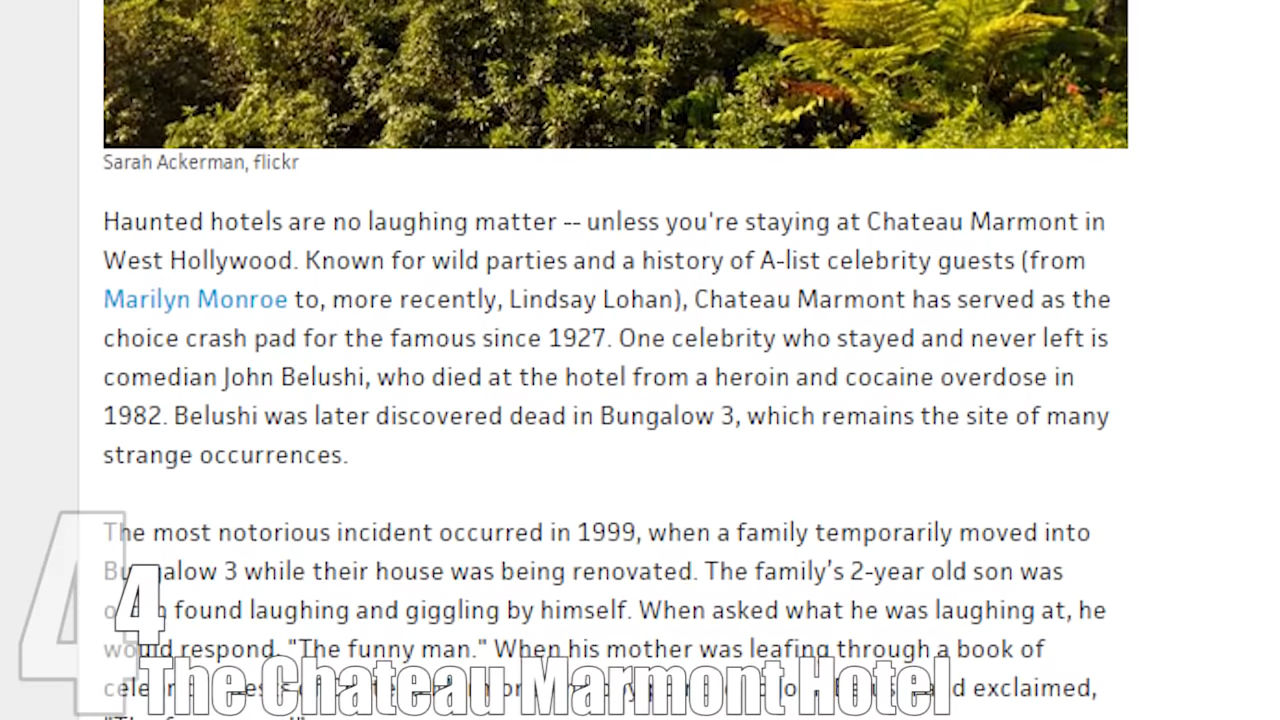 Sarah Ackerman, flickr
Haunted hotels are no laughing matter -- unless you're staying at Chateau Marmont in
West Hollywood. Known for wild parties and a history of A-list celebrity guests (from
Marilyn Monroe to, more recently, Lindsay Lohan), Chateau Marmont has served as the
choice crash pad for the famous since 1927. One celebrity who stayed and never left is
comedian John Belushi, who died at the hotel from a heroin and cocaine overdose in
1982. Belushi was later discovered dead in Bungalow 3, which remains the site of many
strange occurrences.
The most notorious incident occurred in 1999, when a family temporarily moved into
Bungalow 3 while their house was being renovated. The family's 2-year old son was
found laughing and giggling by himself. When asked what he was laughing at, he
would respond, "The funny man." When his mother was leafing through a book of
exclaimed,
4
4
The Chateau Marmont Hotel